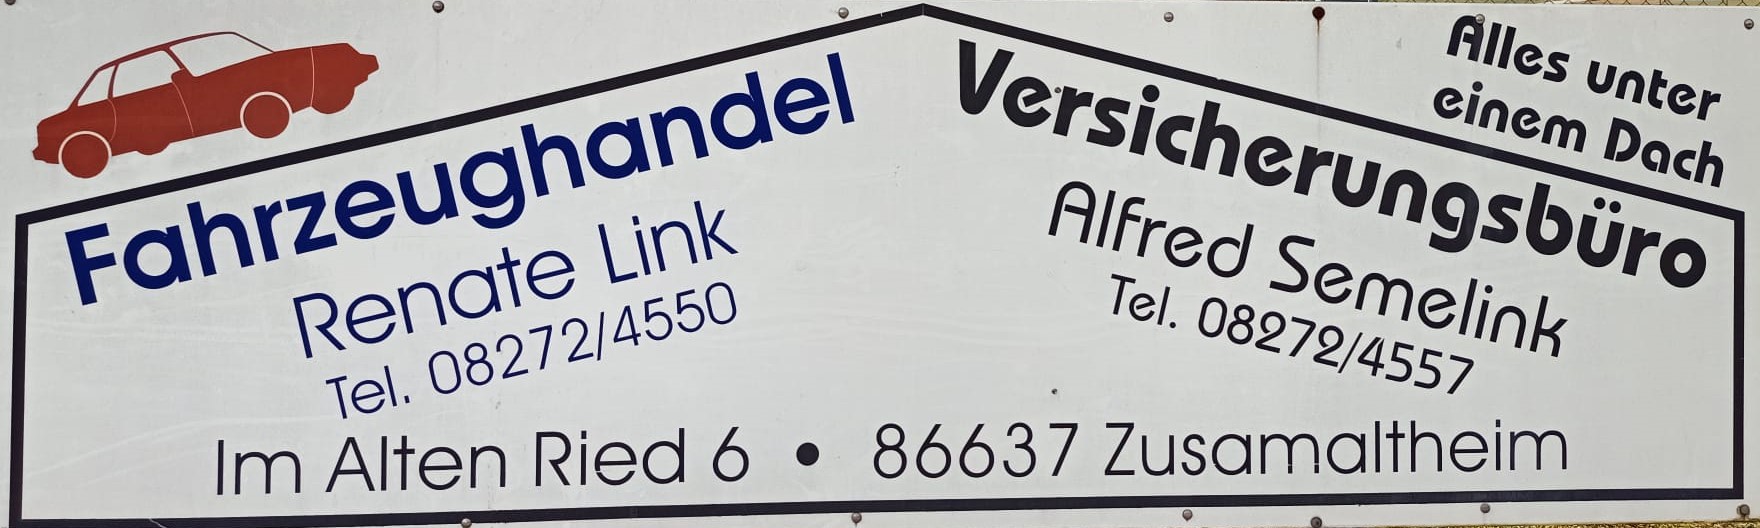 Alles unter
einem Dach
Fahrzeughandel
Renate Link
Tel. 08272/4550
Versicherungsbüro
Alfred Semelink
Tel. 08272/4557
Im Alten Ried 6 • 86637 Zusamaltheim